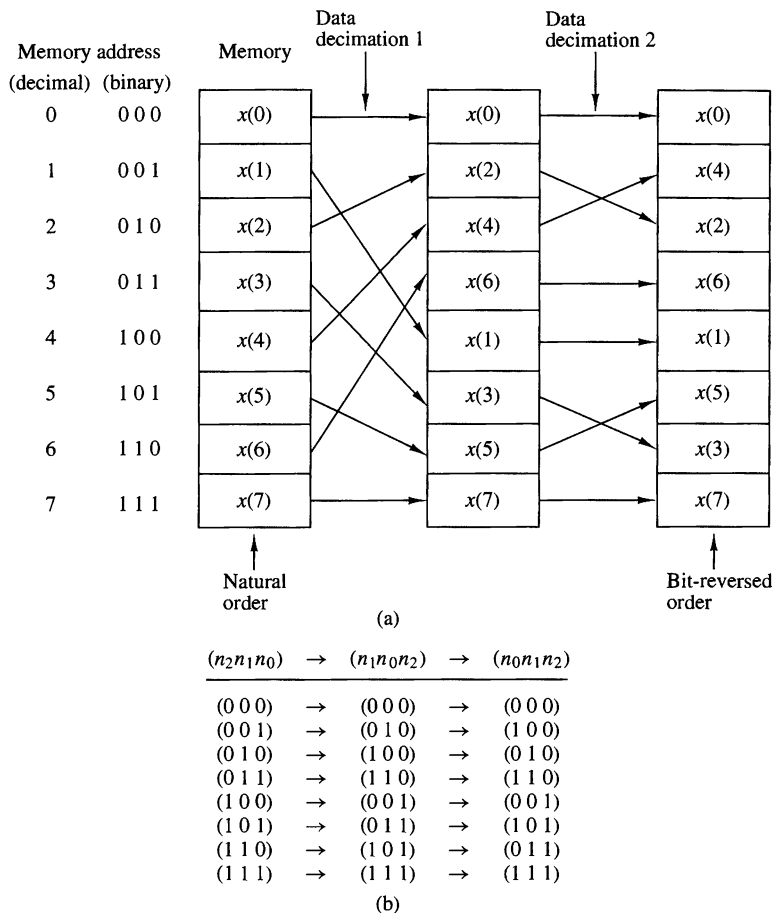 Data Data
decimation 1 decimation 2
Memory address Memory
(decimal) (binary)
0 0 0 0 x(0) x(0) x(0)
1 0 0 1 x(1) x(2) x(4)
2 0 1 0 x(2) x(4) x(2)
3 0 1 1 x(3) x(6) x(6)
4 1 0 0 x(4) x(1) x(1)
5 1 0 1 x(5) x(3) x(5)
6 1 1 0 x(6) x(5) x(3)
7 1 1 1 x(7) x(7) x(7)
Natural Bit-reversed
order order
(a)
(n₂n₁n₀) → (n₁n₀n₂) → (n₀n₁n₂)
(0 0 0) → (0 0 0) → (0 0 0)
(0 0 1) → (0 1 0) → (1 0 0)
(0 1 0) → (1 0 0) → (0 1 0)
(0 1 1) → (1 1 0) → (1 1 0)
(1 0 0) → (0 0 1) → (0 0 1)
(1 0 1) → (0 1 1) → (1 0 1)
(1 1 0) → (1 0 1) → (0 1 1)
(1 1 1) → (1 1 1) → (1 1 1)
(b)